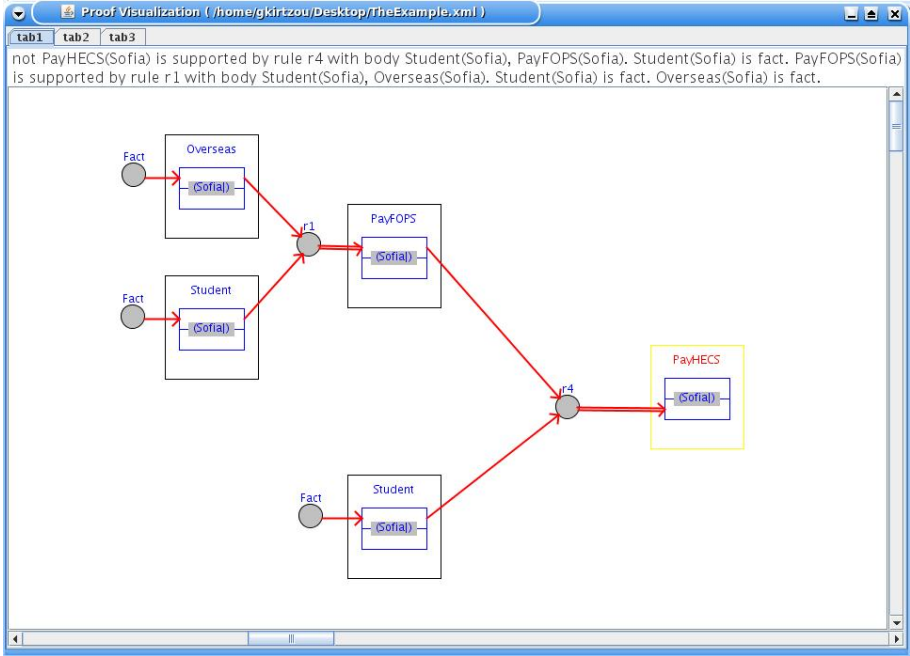 Proof Visualization ( /home/gkirtzou/Desktop/TheExample.xml )
tab1 tab2 tab3
not PayHECS(Sofia) is supported by rule r4 with body Student(Sofia), PayFOPS(Sofia). Student(Sofia) is fact. PayFOPS(Sofia)
is supported by rule r1 with body Student(Sofia), Overseas(Sofia). Student(Sofia) is fact. Overseas(Sofia) is fact.
Overseas
Fact
(Sofia|)
r1
PayFOPS
(Sofia|)
Student
Fact
(Sofia|)
PayHECS
r4
(Sofia|)
Student
Fact
(Sofia|)